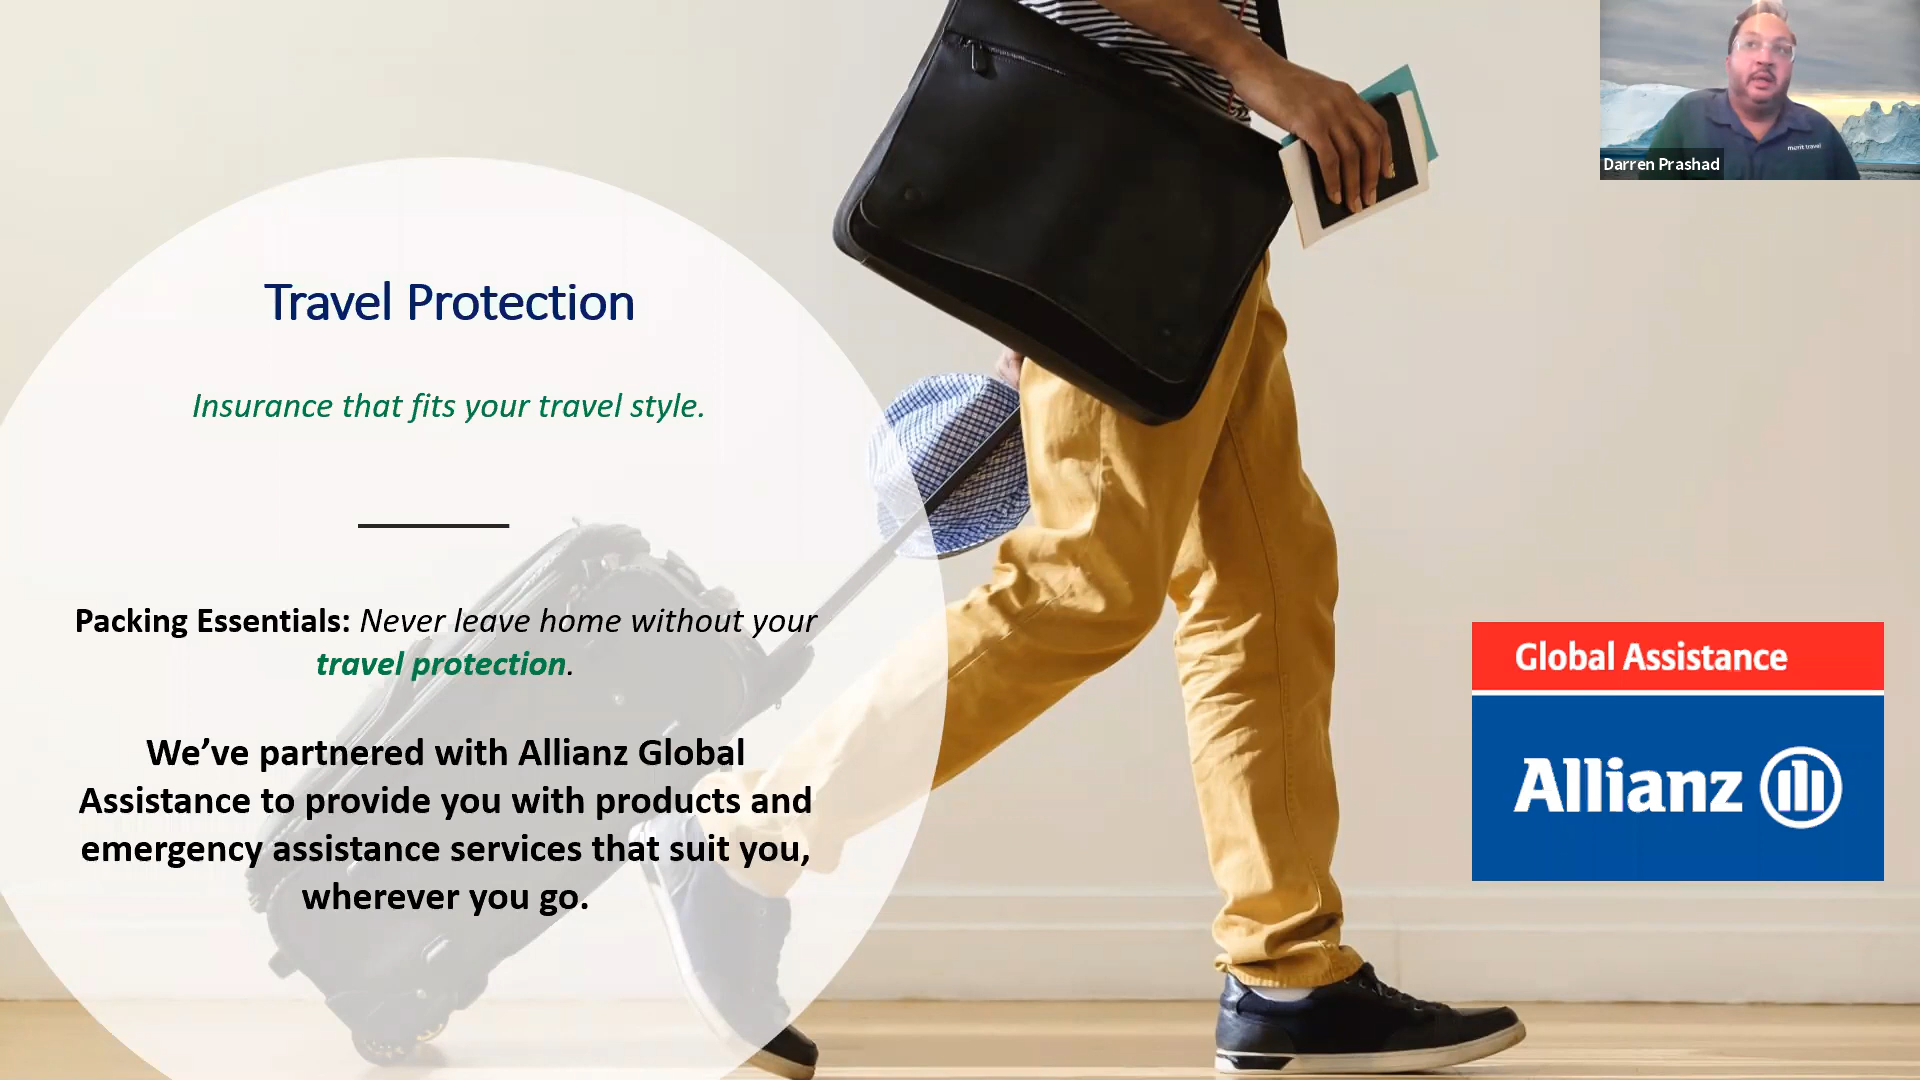 Travel Protection
Insurance that fits your travel style.
Packing Essentials: Never leave home without your
travel protection.
We’ve partnered with Allianz Global
Assistance to provide you with products and
emergency assistance services that suit you,
wherever you go.
merit travel
Darren Prashad
Global Assistance
Allianz